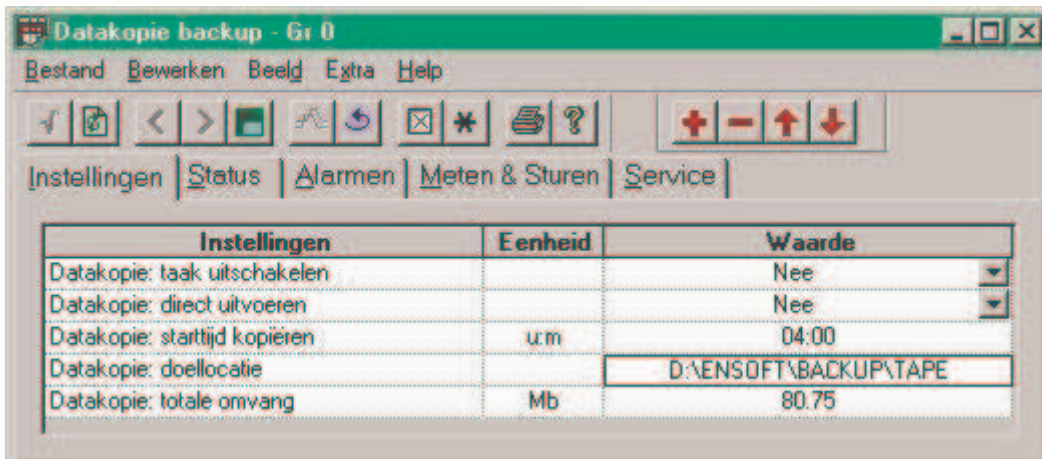 Datakopie backup - Gr 0
Bestand Bewerken Beeld Extra Help
Instellingen Status Alarmen Meten & Sturen Service
Instellingen Eenheid Waarde
Datakopie: taak uitschakelen Nee
Datakopie: direct uitvoeren Nee
Datakopie: starttijd kopiëren u:m 04:00
Datakopie: doellocatie D:\ENSOFT\BACKUP\TAPE
Datakopie: totale omvang Mb 80.75